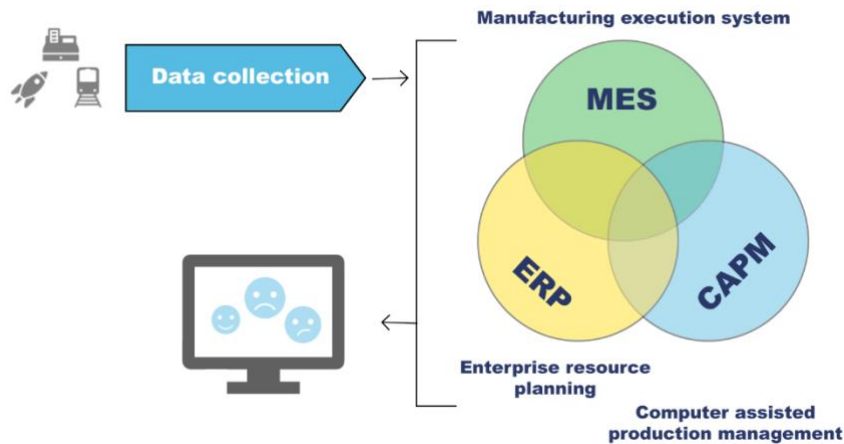 Manufacturing execution system
Data collection
MES
ERP
CAPM
Enterprise resource
planning
Computer assisted
production management